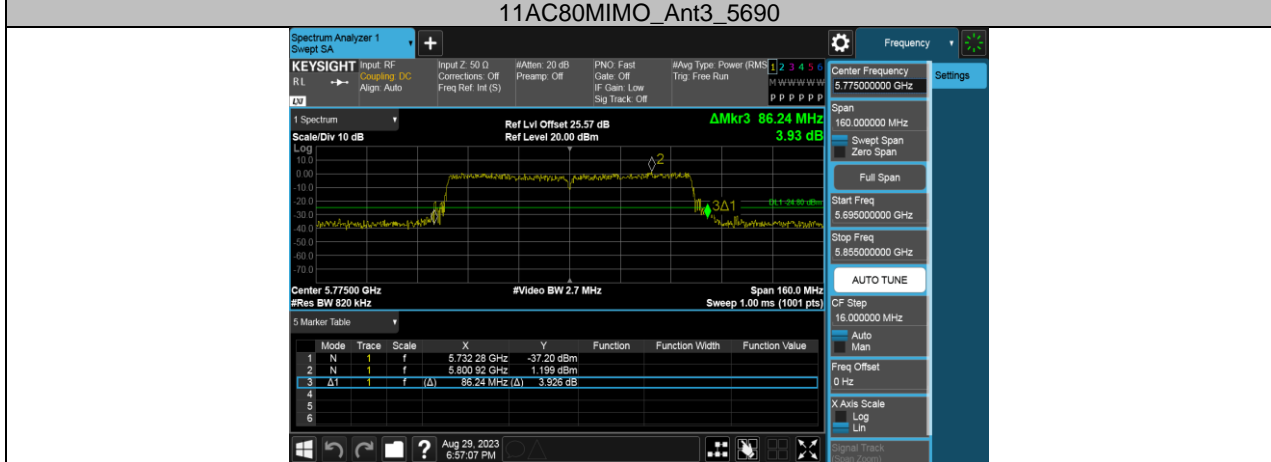 11AC80MIMO_Ant3_5690
Spectrum Analyzer 1
Swept SA
+
Frequency
KEYSIGHT Input: RF Input Z: 50 Ω #Atten: 20 dB PNO: Fast #Avg Type: Power (RMS 1 2 3 4 5 6
RL Coupling: DC Corrections: Off Preamp: Off Gate: Off Trig: Free Run M W W W W W
Align: Auto Freq Ref: Int (S) IF Gain: Low P P P P P P
LXI Sig Track: Off
Center Frequency
5.775000000 GHz
Settings
Span
160.000000 MHz
Swept Span
Zero Span
Full Span
Start Freq
5.695000000 GHz
Stop Freq
5.855000000 GHz
AUTO TUNE
CF Step
16.000000 MHz
Auto
Man
Freq Offset
0 Hz
X Axis Scale
Log
Lin
Signal Track
(Span Zoom)
1 Spectrum
Ref Lvl Offset 25.57 dB ΔMkr3 86.24 MHz
Scale/Div 10 dB Ref Level 20.00 dBm 3.93 dB
Log
10.0
0.00
-10.0
-20.0
-30.0
-40.0
-50.0
-60.0
-70.0
2
3Δ1
DL1 -24.80 dBm
Center 5.77500 GHz #Video BW 2.7 MHz Span 160.0 MHz
#Res BW 820 kHz Sweep 1.00 ms (1001 pts)
5 Marker Table
Mode Trace Scale X Y Function Function Width Function Value
1 N 1 f 5.732 28 GHz -37.20 dBm
2 N 1 f 5.800 92 GHz 1.199 dBm
3 Δ1 1 f (Δ) 86.24 MHz (Δ) 3.926 dB
4
5
6
? Aug 29, 2023
6:57:07 PM